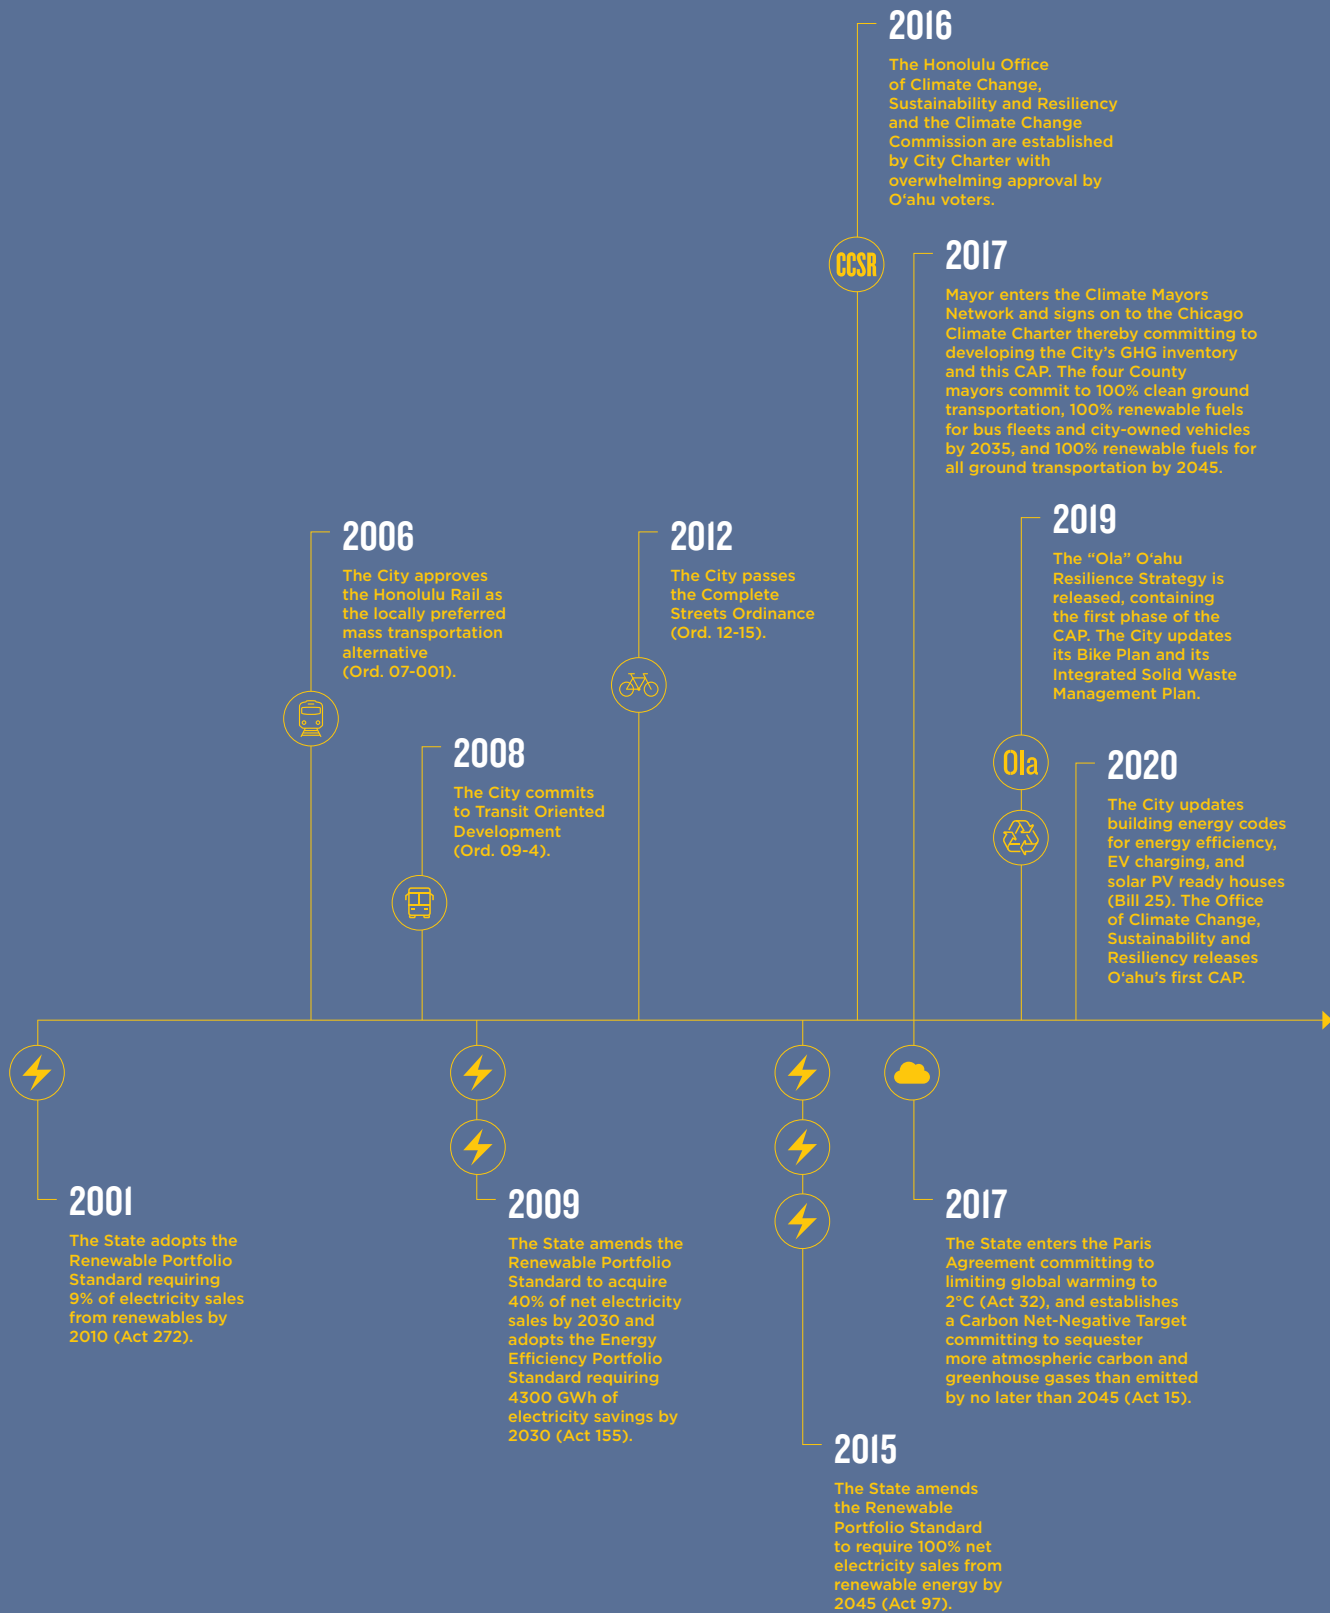 2016
The Honolulu Office
of Climate Change,
Sustainability and Resiliency
and the Climate Change
Commission are established
by City Charter with
overwhelming approval by
Oʻahu voters.
CCSR
2017
Mayor enters the Climate Mayors
Network and signs on to the Chicago
Climate Charter thereby committing to
developing the City’s GHG inventory
and this CAP. The four County
mayors commit to 100% clean ground
transportation, 100% renewable fuels
for bus fleets and city-owned vehicles
by 2035, and 100% renewable fuels for
all ground transportation by 2045.
2006
The City approves
the Honolulu Rail as
the locally preferred
mass transportation
alternative
(Ord. 07-001).
2012
The City passes
the Complete
Streets Ordinance
(Ord. 12-15).
2019
The “Ola” Oʻahu
Resilience Strategy is
released, containing
the first phase of the
CAP. The City updates
its Bike Plan and its
Integrated Solid Waste
Management Plan.
Ola
2008
The City commits
to Transit Oriented
Development
(Ord. 09-4).
2020
The City updates
building energy codes
for energy efficiency,
EV charging, and
solar PV ready houses
(Bill 25). The Office
of Climate Change,
Sustainability and
Resiliency releases
Oʻahu’s first CAP.
2001
The State adopts the
Renewable Portfolio
Standard requiring
9% of electricity sales
from renewables by
2010 (Act 272).
2009
The State amends the
Renewable Portfolio
Standard to acquire
40% of net electricity
sales by 2030 and
adopts the Energy
Efficiency Portfolio
Standard requiring
4300 GWh of
electricity savings by
2030 (Act 155).
2017
The State enters the Paris
Agreement committing to
limiting global warming to
2°C (Act 32), and establishes
a Carbon Net-Negative Target
committing to sequester
more atmospheric carbon and
greenhouse gases than emitted
by no later than 2045 (Act 15).
2015
The State amends
the Renewable
Portfolio Standard
to require 100% net
electricity sales from
renewable energy by
2045 (Act 97).